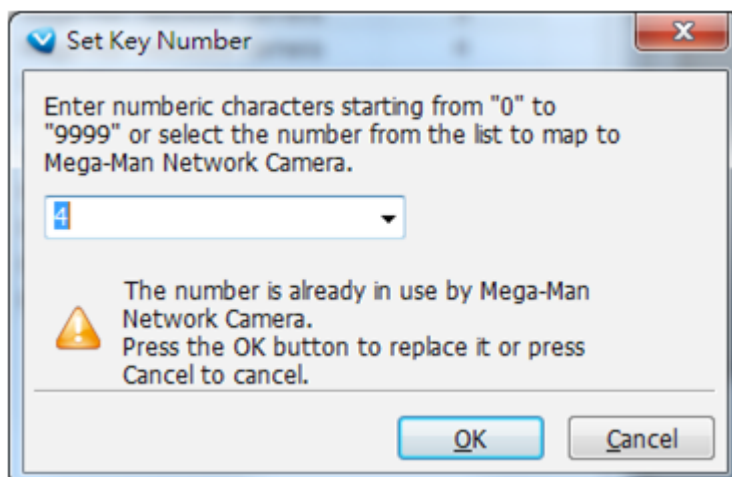 Set Key Number
Enter numberic characters starting from "0" to
"9999" or select the number from the list to map to
Mega-Man Network Camera.
4
The number is already in use by Mega-Man
Network Camera.
Press the OK button to replace it or press
Cancel to cancel.
OK Cancel